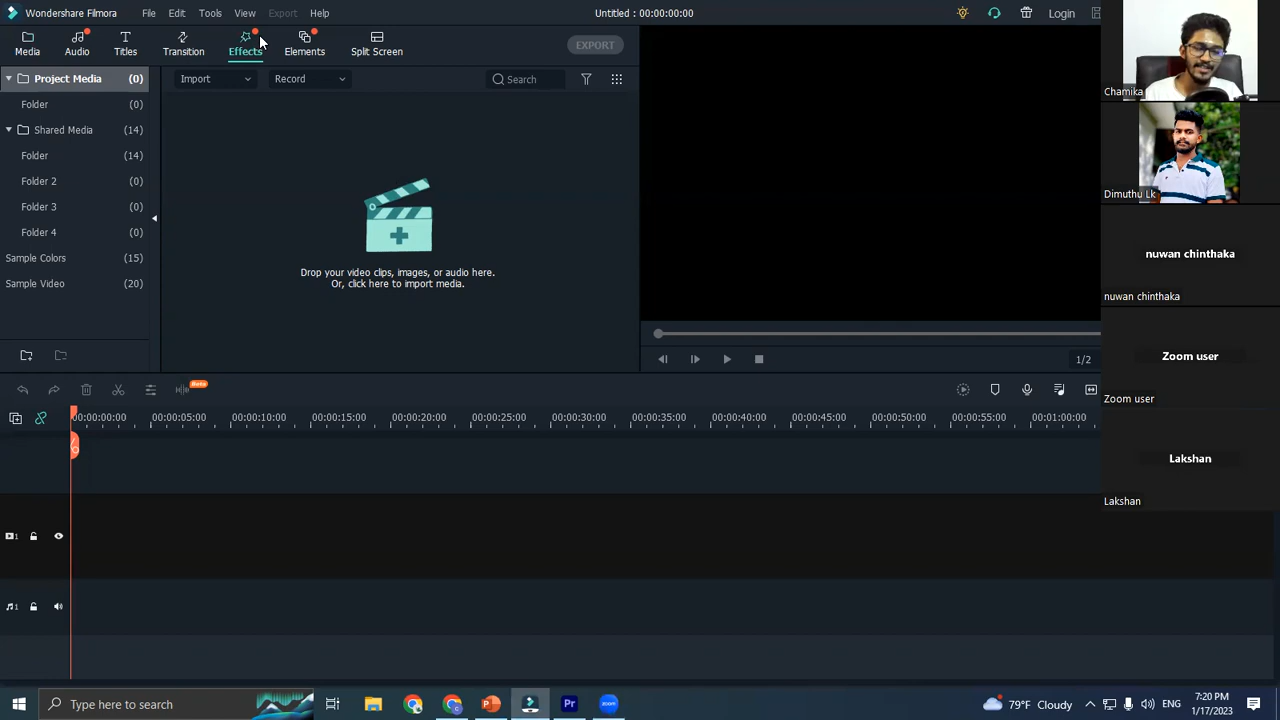 Wondershare Filmora File Edit Tools View Export Help Untitled : 00:00:00:00 Login
Media Audio Titles Transition Effects Elements Split Screen EXPORT
Project Media (0) Import Record Search
Folder (0)
Shared Media (14)
Folder (14)
Folder 2 (0)
Folder 3 (0)
Folder 4 (0)
Sample Colors (15)
Sample Video (20)
Drop your video clips, images, or audio here.
Or, click here to import media.
1/2
Beta
00:00:00:00 00:00:05:00 00:00:10:00 00:00:15:00 00:00:20:00 00:00:25:00 00:00:30:00 00:00:35:00 00:00:40:00 00:00:45:00 00:00:50:00 00:00:55:00 00:01:00:00
1
1
Chamika
Dimuthu Lk
nuwan chinthaka
nuwan chinthaka
Zoom user
Zoom user
Lakshan
Lakshan
Type here to search
Pr
zoom
79°F Cloudy
ENG
7:20 PM
1/17/2023